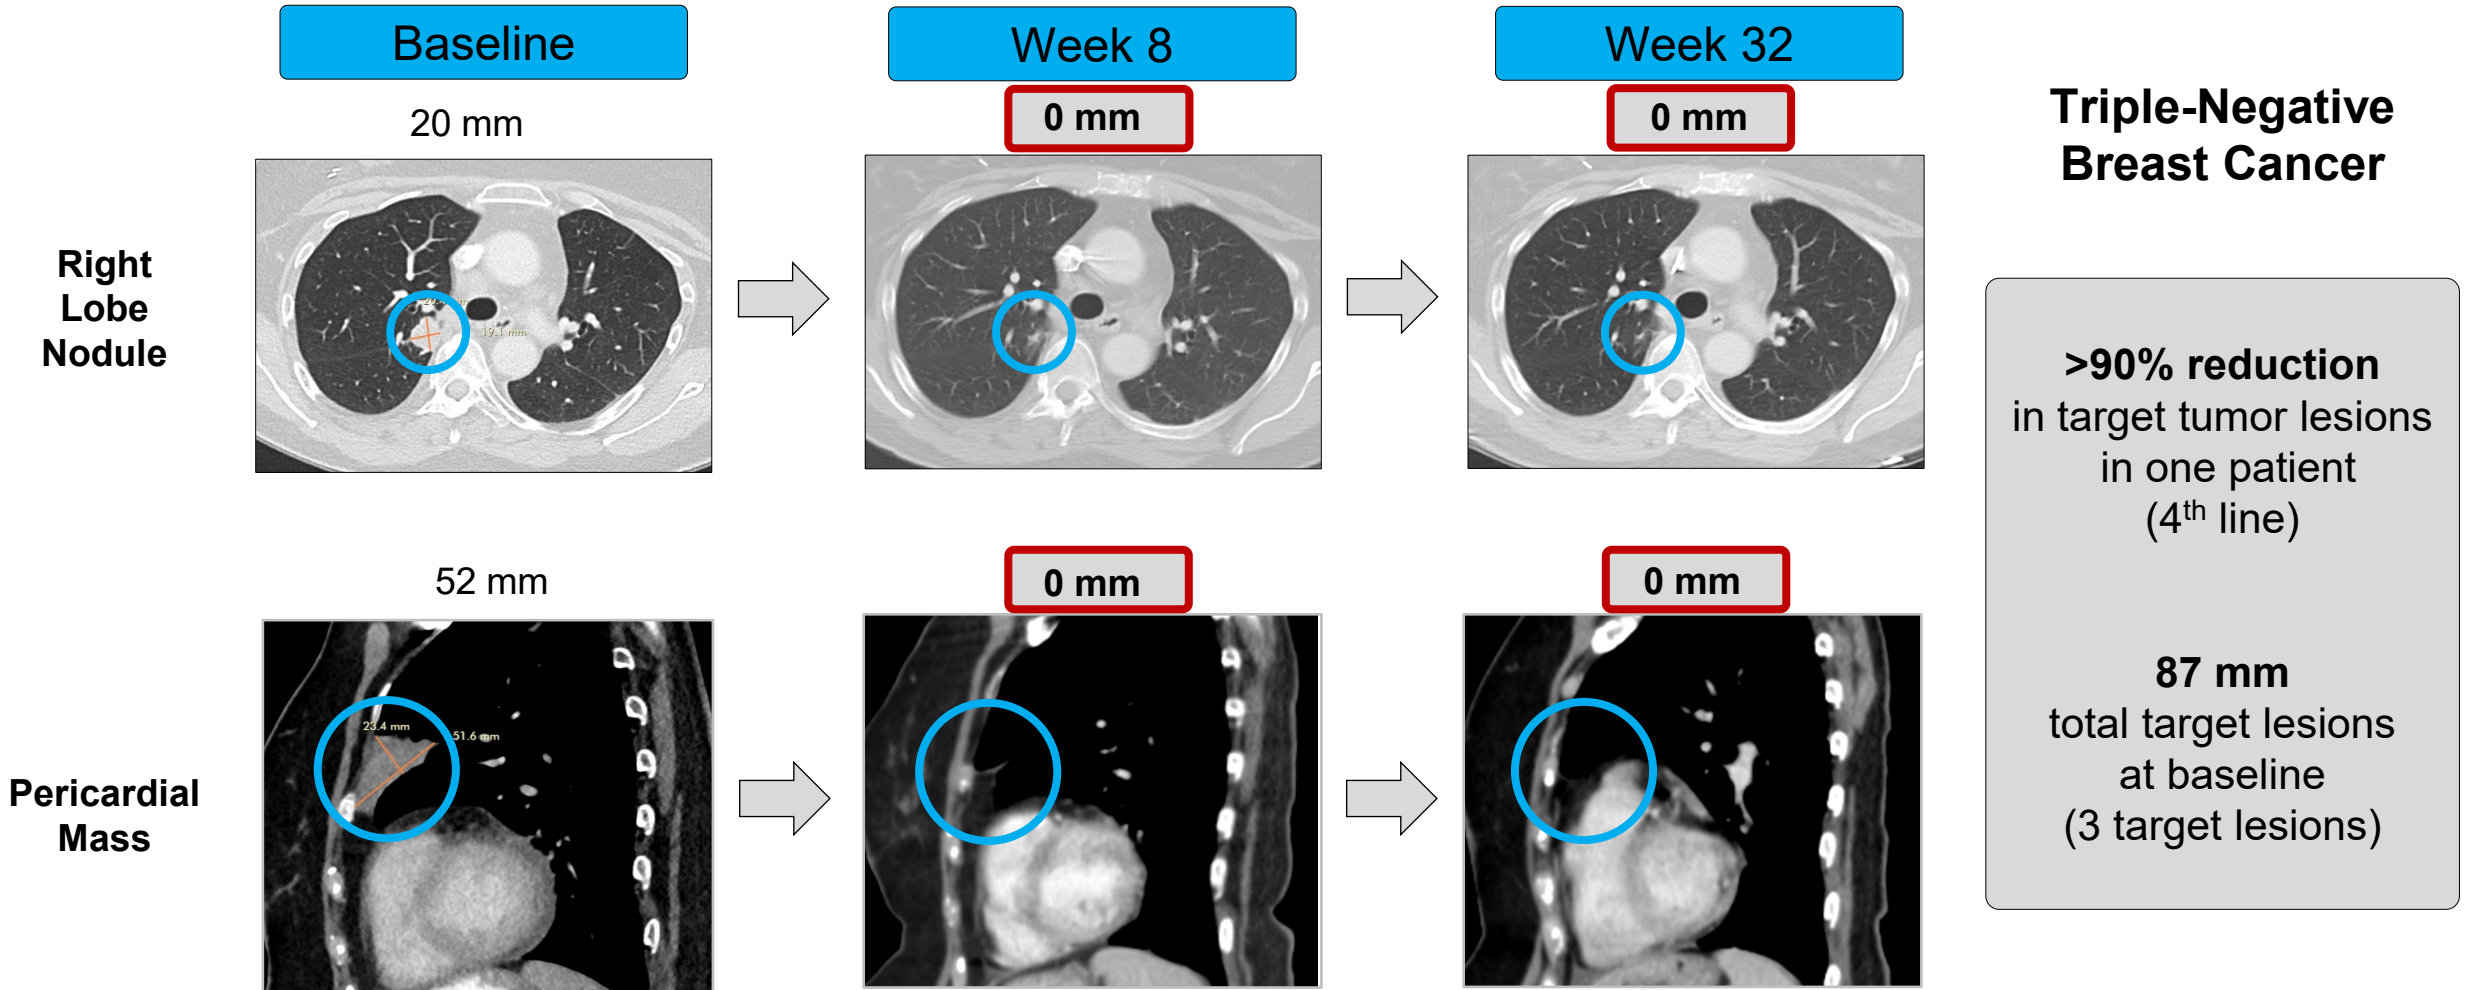 Baseline
Week 8
Week 32
20 mm
0 mm
0 mm
Triple-Negative
Breast Cancer
Right
Lobe
Nodule
19.1 mm
>90% reduction
in target tumor lesions
in one patient
(4th line)
52 mm
0 mm
0 mm
Pericardial
Mass
23.4 mm
51.6 mm
87 mm
total target lesions
at baseline
(3 target lesions)